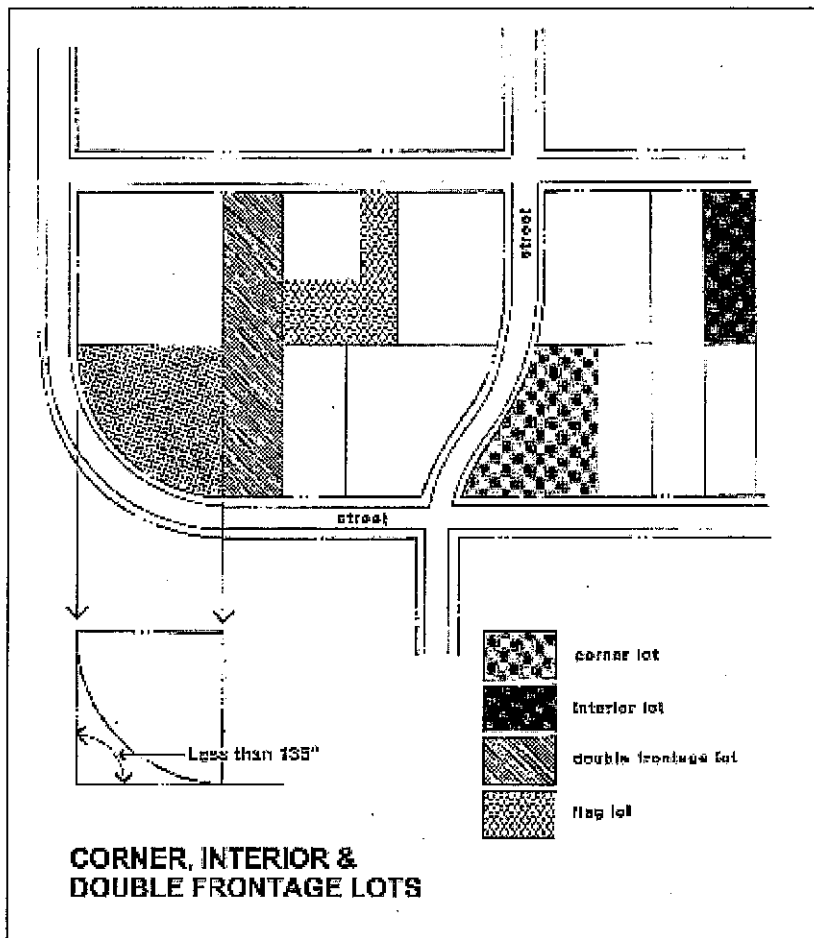 street
street
corner lot
Interior lot
double frontage lot
flag lot
Less than 135°
CORNER, INTERIOR &
DOUBLE FRONTAGE LOTS